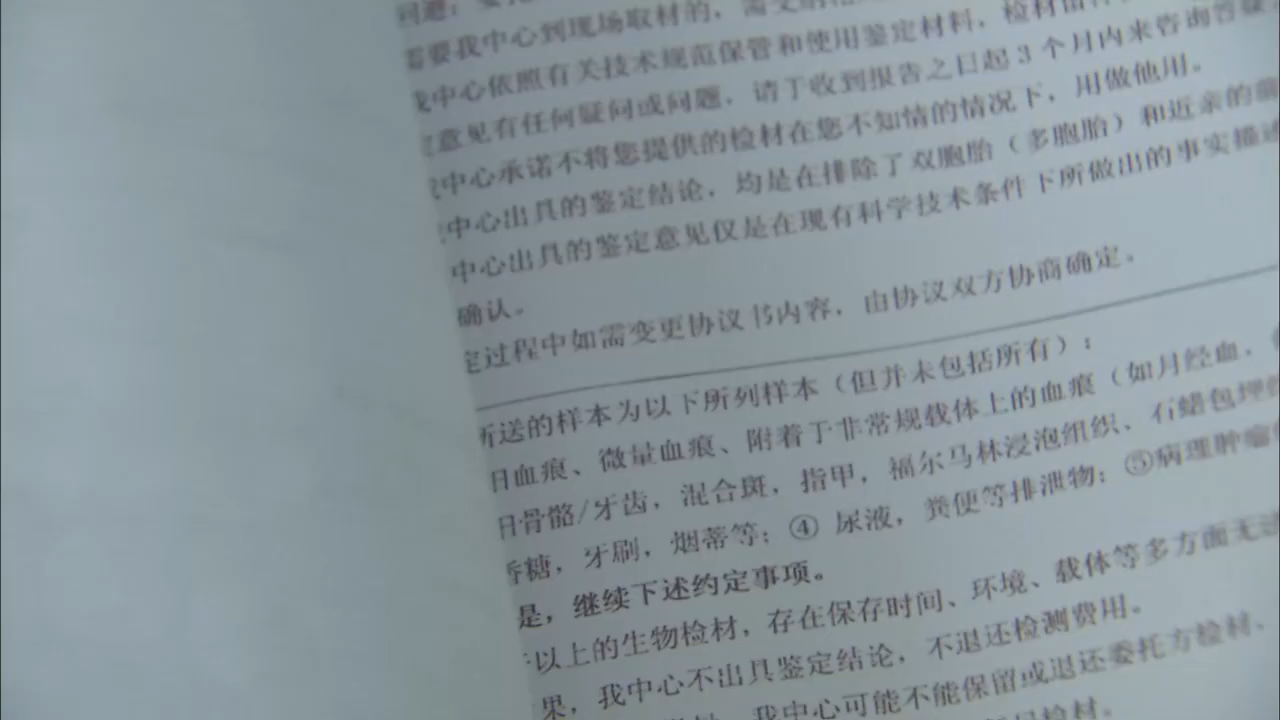 问题：
需要我中心到现场取材的，需
中心依照有关技术规范保管和使用鉴定材料，检材
意见有任何疑问或问题，请于收到报告之日起 3 个月内来咨询答疑
中心承诺不将您提供的检材在您不知情的情况下，用做他用。
中心出具的鉴定结论，均是在排除了双胞胎（多胞胎）和近亲的前
中心出具的鉴定意见仅是在现有科学技术条件下所做出的事实描述
确认。
定过程中如需变更协议书内容，由协议双方协商确定。
所送的样本为以下所列样本（但并未包括所有）：
旧血痕、微量血痕、附着于非常规载体上的血痕（如月经血，
旧骨骼/牙齿，混合斑，指甲，福尔马林浸泡组织、石蜡包埋
香糖，牙刷，烟蒂等；④ 尿液，粪便等排泄物；⑤病理肿瘤
是，继续下述约定事项。
以上的生物检材，存在保存时间、环境、载体等多方面无法
果，我中心不出具鉴定结论，不退还检测费用。
我中心可能不能保留或退还委托方检材、
检材。